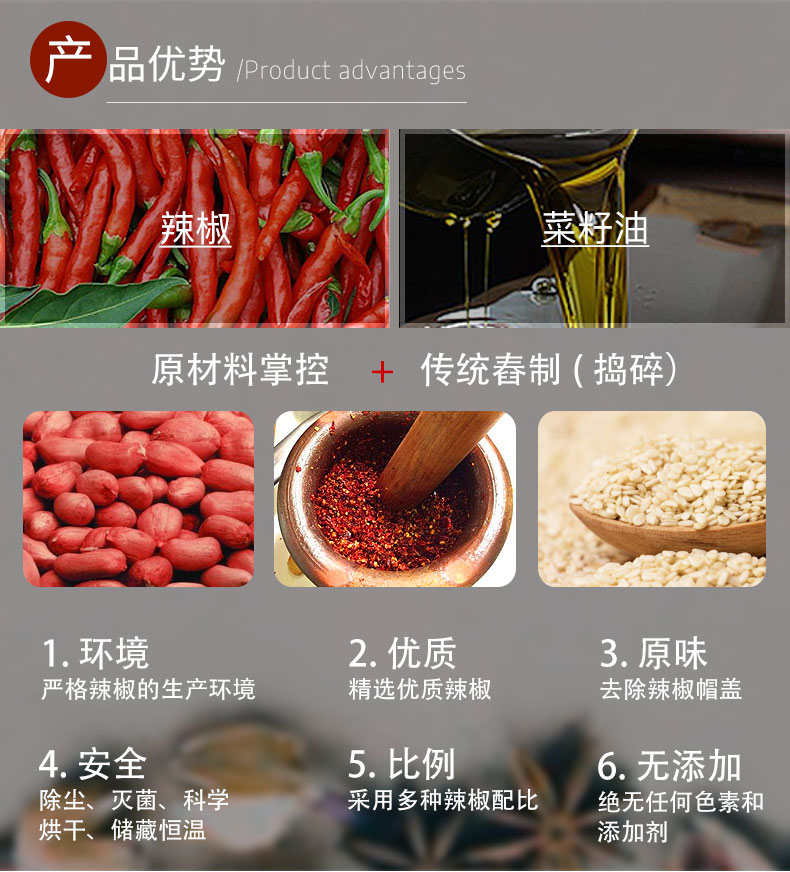 产品优势 /Product advantages
辣椒
菜籽油
原材料掌控 + 传统舂制 ( 捣碎）
1. 环境
严格辣椒的生产环境
2. 优质
精选优质辣椒
3. 原味
去除辣椒帽盖
4. 安全
除尘、灭菌、科学
烘干、储藏恒温
5. 比例
采用多种辣椒配比
6. 无添加
绝无任何色素和
添加剂